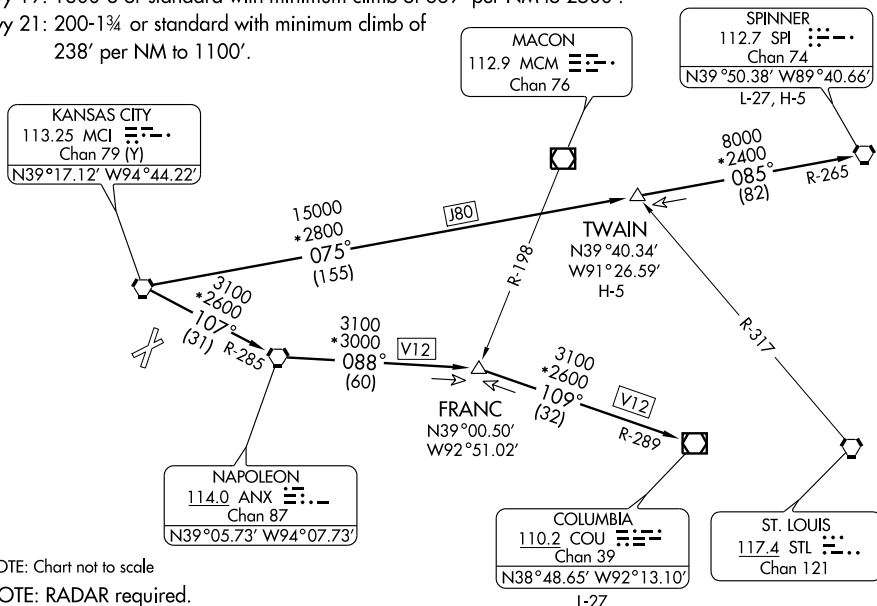 vy 19: 1600-3 or standard with minimum climb of 
vy 21: 200-1¾ or standard with minimum climb of
238' per NM to 1100'.
MACON
112.9 MCM
Chan 76
SPINNER
112.7 SPI
Chan 74
N39°50.38' W89°40.66'
L-27, H-5
KANSAS CITY
113.25 MCI
Chan 79 (Y)
N39°17.12' W94°44.22'
8000
*2400
085°
(82)
R-265
15000
*2800
075°
(155)
J80
TWAIN
N39°40.34'
W91°26.59'
H-5
R-198
R-317
3100
*2600
107°
(31)
R-285
3100
*3000
088°
(60)
V12
FRANC
N39°00.50'
W92°51.02'
3100
*2600
109°
(32)
V12
R-289
NAPOLEON
114.0 ANX
Chan 87
N39°05.73' W94°07.73'
COLUMBIA
110.2 COU
Chan 39
N38°48.65' W92°13.10'
L-27
ST. LOUIS
117.4 STL
Chan 121
OTE: Chart not to scale
OTE: RADAR required.